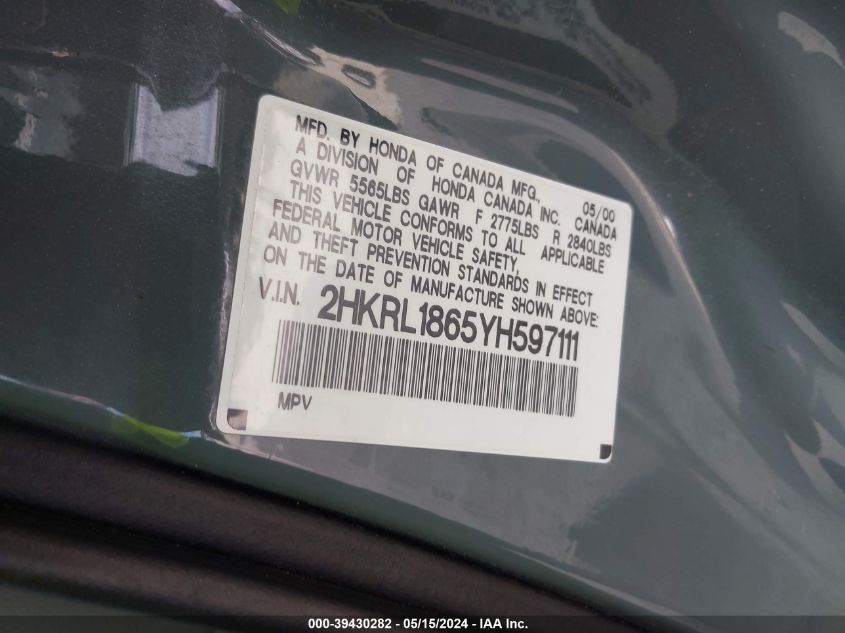 MFD. BY HONDA OF CANADA MFG., 05/00
A DIVISION OF HONDA CANADA INC. CANADA
GVWR 5565LBS GAWR F 2775LBS R 2840LBS
THIS VEHICLE CONFORMS TO ALL APPLICABLE
FEDERAL MOTOR VEHICLE SAFETY,
AND THEFT PREVENTION STANDARDS IN EFFECT
ON THE DATE OF MANUFACTURE SHOWN ABOVE:
V.I.N. 2HKRL1865YH597111
MPV
000-39430282 - 05/15/2024 - IAA Inc.